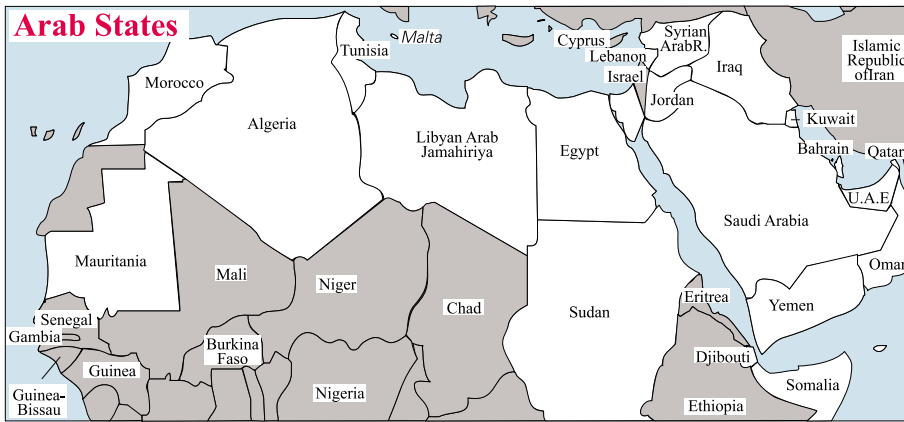 Arab States
Malta
Tunisia
Cyprus
Syrian
ArabR.
Lebanon
Israel
Iraq
Islamic
Republic
ofIran
Morocco
Jordan
Algeria
Libyan Arab
Jamahiriya
Egypt
Kuwait
Bahrain
Qatar
U.A.E
Saudi Arabia
Mauritania
Mali
Niger
Chad
Sudan
Eritrea
Yemen
Oman
Senegal
Gambia
Burkina
Faso
Guinea
Guinea-
Bissau
Nigeria
Djibouti
Somalia
Ethiopia